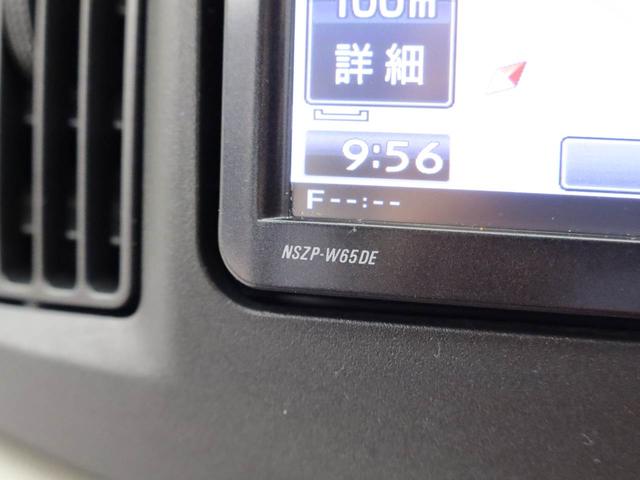 100m
詳細
9:56
F--:--
NSZP-W65DE